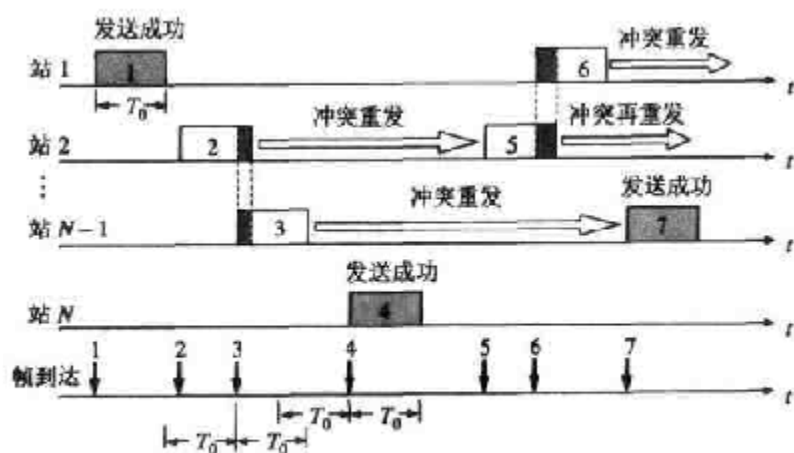 发送成功
站 1
1
6
冲突重发
t
T₀
站 2
2
冲突重发
5
冲突再重发
t
⋮
站 N−1
3
冲突重发
发送成功
7
t
站 N
发送成功
4
t
帧到达
1 2 3 4 5 6 7
t
T₀ T₀
T₀ T₀